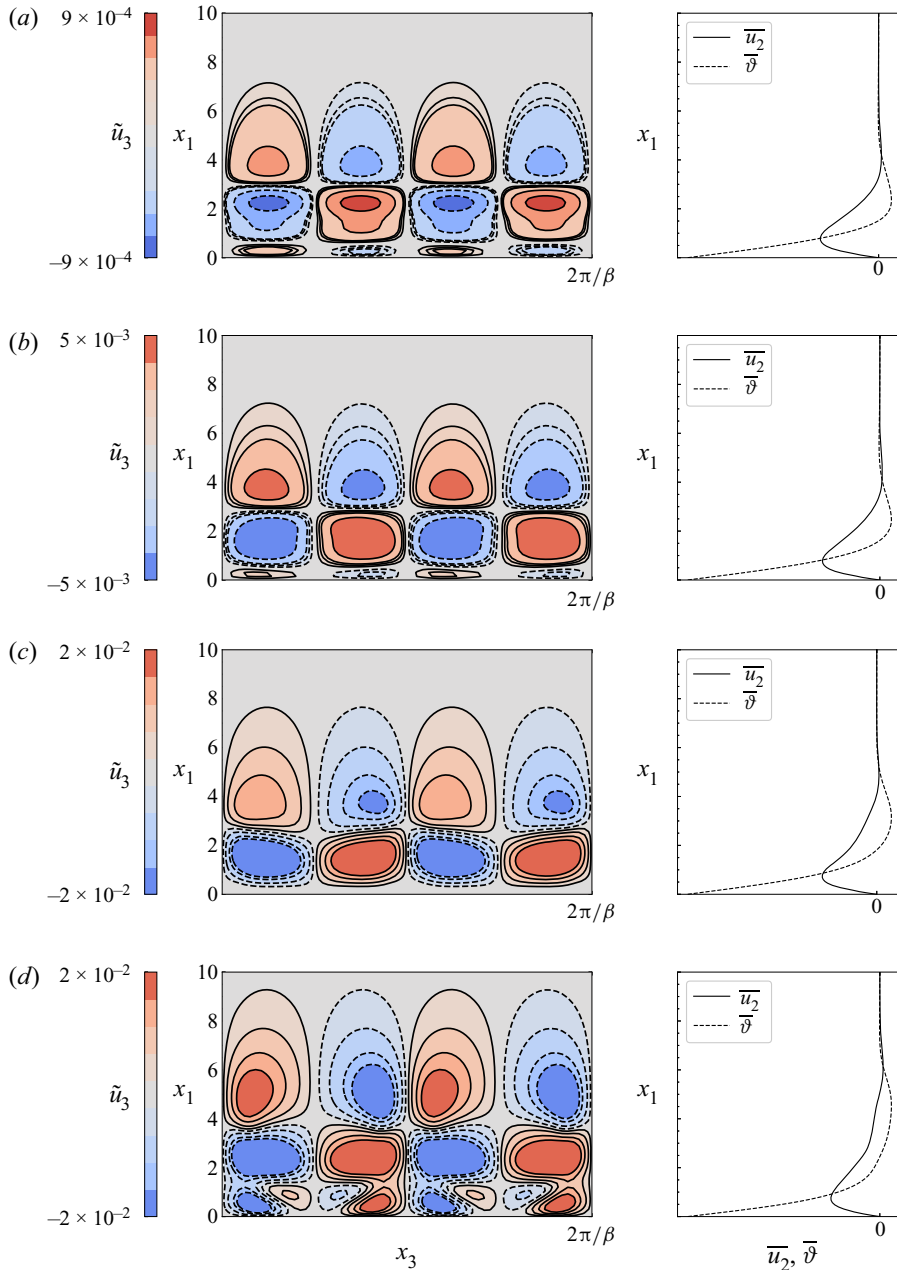 (a)
9 × 10⁻⁴
ũ₃
−9 × 10⁻⁴
x₁
10
8
6
4
2
0
2π/β
x₁
u̅₂̅
ϑ̅
0
(b)
5 × 10⁻³
ũ₃
−5 × 10⁻³
x₁
10
8
6
4
2
0
2π/β
x₁
u̅₂̅
ϑ̅
0
(c)
2 × 10⁻²
ũ₃
−2 × 10⁻²
x₁
10
8
6
4
2
0
2π/β
x₁
u̅₂̅
ϑ̅
0
(d)
2 × 10⁻²
ũ₃
−2 × 10⁻²
x₁
10
8
6
4
2
0
2π/β
x₃
x₁
u̅₂̅
ϑ̅
0
u̅₂̅, ϑ̅